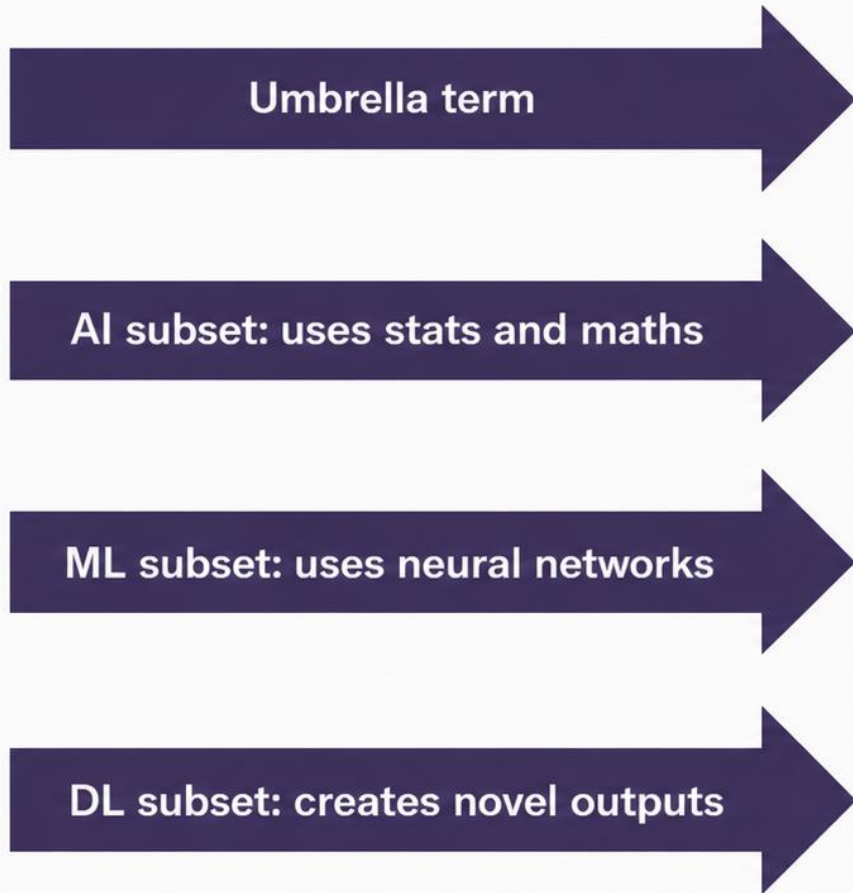 Umbrella term
AI subset: uses stats and maths
ML subset: uses neural networks
DL subset: creates novel outputs